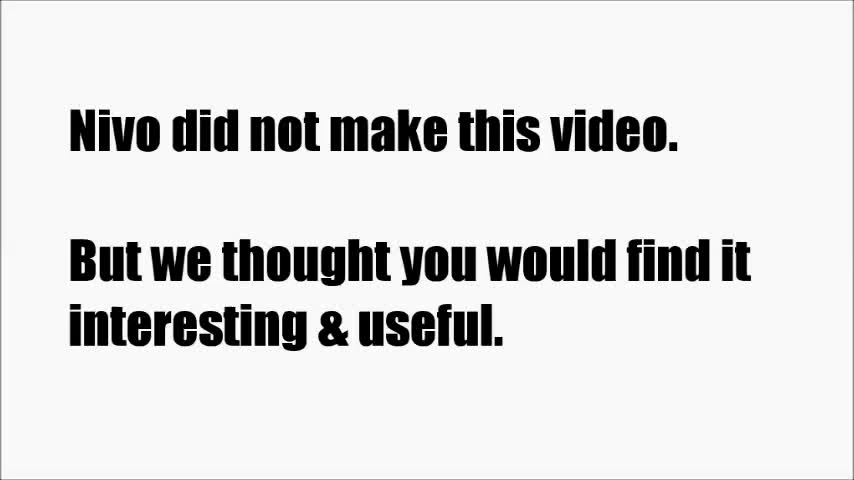 Nivo did not make this video.
But we thought you would find it
interesting & useful.